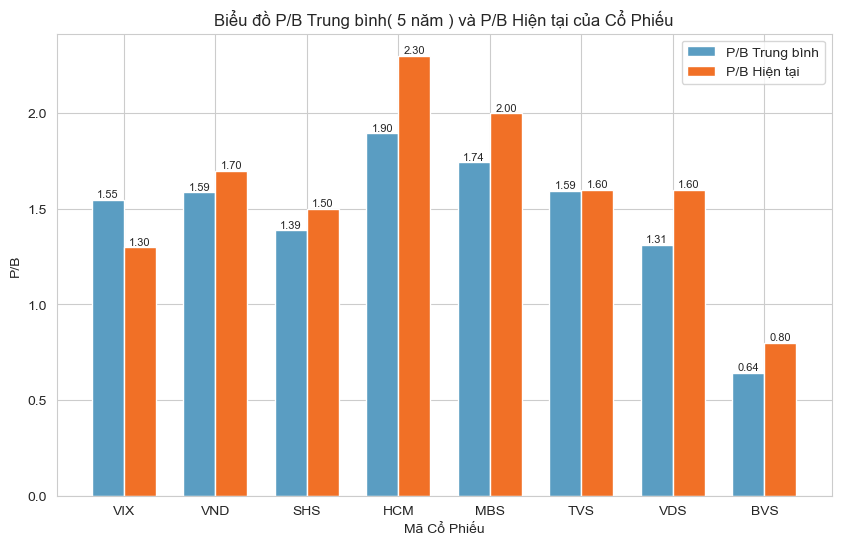 Biểu đồ P/B Trung bình( 5 năm ) và P/B Hiện tại của Cổ Phiếu
P/B Trung bình
P/B Hiện tại
P/B
2.0
1.5
1.0
0.5
0.0
1.55
1.30
1.59
1.70
1.39
1.50
1.90
2.30
1.74
2.00
1.59
1.60
1.31
1.60
0.64
0.80
VIX
VND
SHS
HCM
MBS
TVS
VDS
BVS
Mã Cổ Phiếu